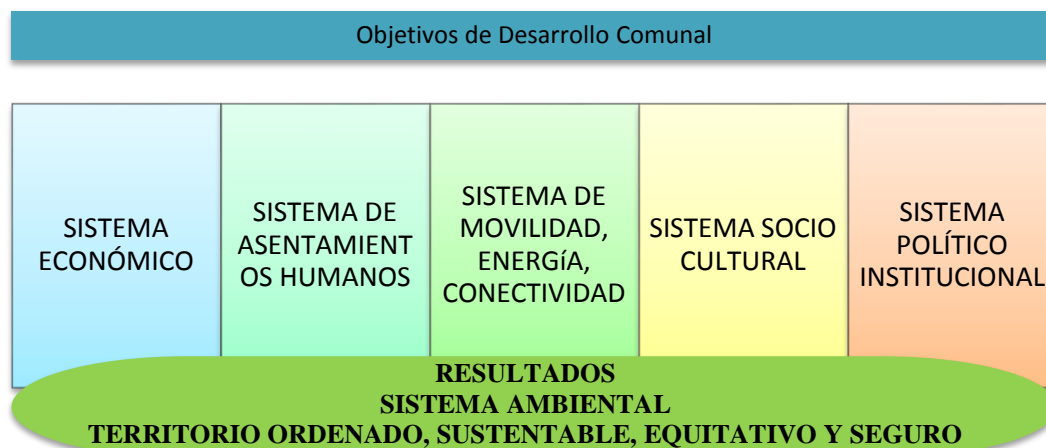 Objetivos de Desarrollo Comunal
SISTEMA
ECONÓMICO
SISTEMA DE
ASENTAMIENT
OS HUMANOS
SISTEMA DE
MOVILIDAD,
ENERGíA,
CONECTIVIDAD
SISTEMA SOCIO
CULTURAL
SISTEMA
POLÍTICO
INSTITUCIONAL
RESULTADOS
SISTEMA AMBIENTAL
TERRITORIO ORDENADO, SUSTENTABLE, EQUITATIVO Y SEGURO